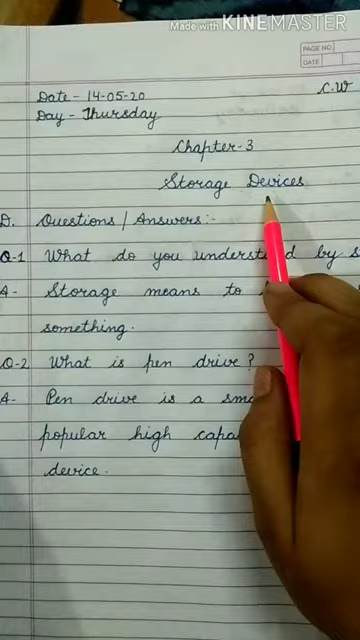 Made with KINEMASTER
PAGE NO.
DATE
Date - 14-05-20
C.W
Day - Thursday
Chapter-3
Storage Devices
D. Questions / Answers:-
Q-1 What do you understand by
A- Storage means to
something.
Q-2 What is pen drive?
A- Pen drive is a
popular high
device.